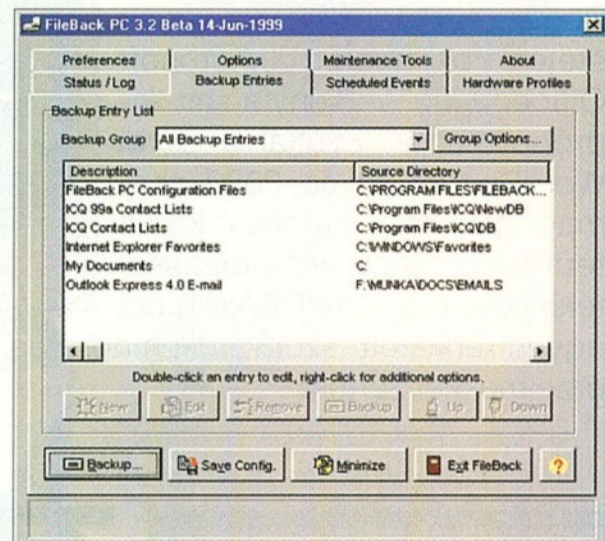 FileBack PC 3.2 Beta 14-Jun-1999
Preferences Options Maintenance Tools About
Status / Log Backup Entries Scheduled Events Hardware Profiles
Backup Entry List
Backup Group All Backup Entries Group Options...
Description Source Directory
FileBack PC Configuration Files C:\PROGRAM FILES\FILEBACK...
ICQ 99a Contact Lists C:\Program Files\ICQ\NewDB
ICQ Contact Lists C:\Program Files\ICQ\DB
Internet Explorer Favorites C:\WINDOWS\Favorites
My Documents C:
Outlook Express 4.0 E-mail F:\MUNKA\DOCS\EMAILS
Double-click an entry to edit, right-click for additional options.
New Edit Remove Backup Up Down
Backup... Save Config. Minimize Exit FileBack ?